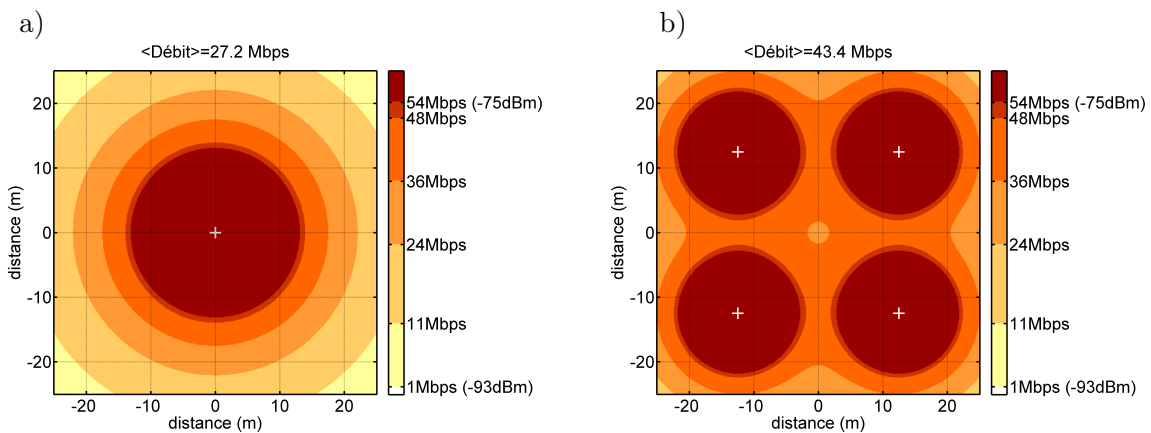 a)
<Débit>=27.2 Mbps
20
10
0
-10
-20
distance (m)
-20 -10 0 10 20
distance (m)
54Mbps (-75dBm)
48Mbps
36Mbps
24Mbps
11Mbps
1Mbps (-93dBm)
b)
<Débit>=43.4 Mbps
20
10
0
-10
-20
distance (m)
-20 -10 0 10 20
distance (m)
54Mbps (-75dBm)
48Mbps
36Mbps
24Mbps
11Mbps
1Mbps (-93dBm)